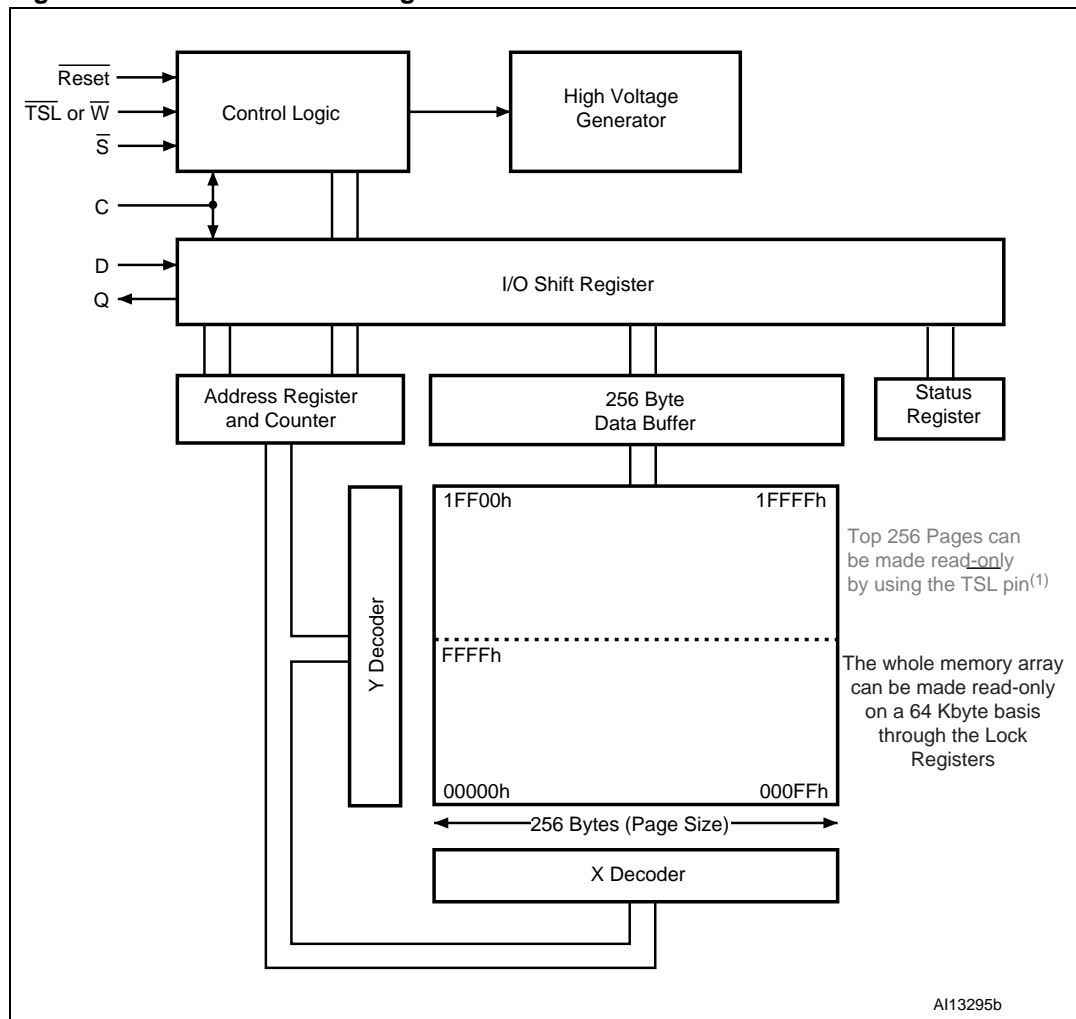 Reset
TSL or W
S
C
D
Q
Control Logic
High Voltage
Generator
I/O Shift Register
Address Register
and Counter
256 Byte
Data Buffer
Status
Register
Y Decoder
1FF00h
1FFFFh
Top 256 Pages can
be made read-only
by using the TSL pin(1)
FFFFh
The whole memory array
can be made read-only
on a 64 Kbyte basis
through the Lock
Registers
00000h
000FFh
256 Bytes (Page Size)
X Decoder
AI13295b